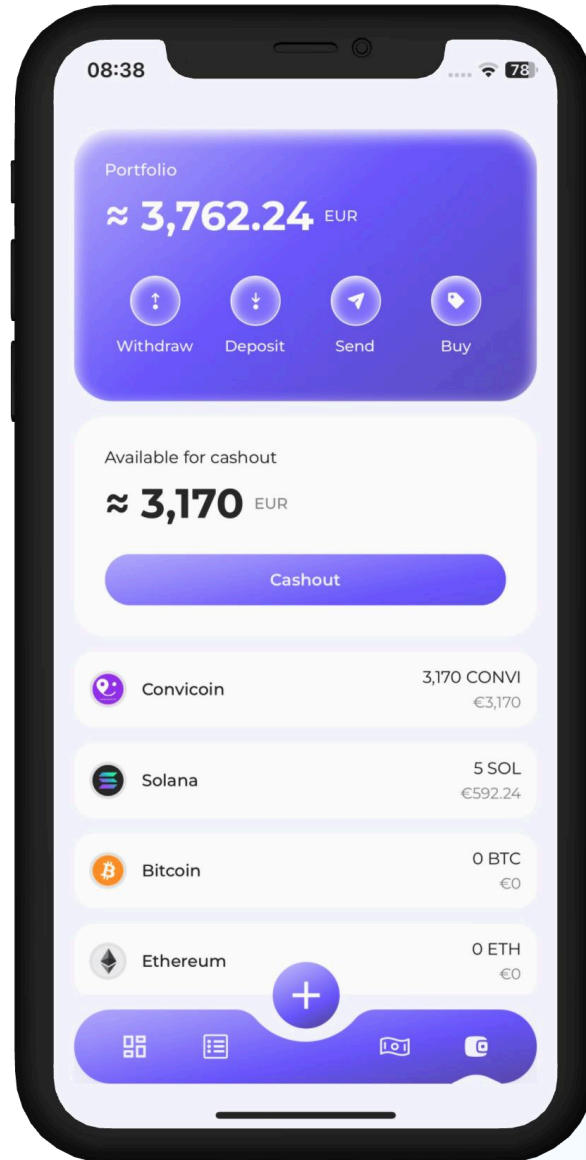 08:38
78
Portfolio
≈ 3,762.24 EUR
Withdraw Deposit Send Buy
Available for cashout
≈ 3,170 EUR
Cashout
Convicoin
3,170 CONVI
€3,170
Solana
5 SOL
€592.24
Bitcoin
0 BTC
€0
Ethereum
0 ETH
€0